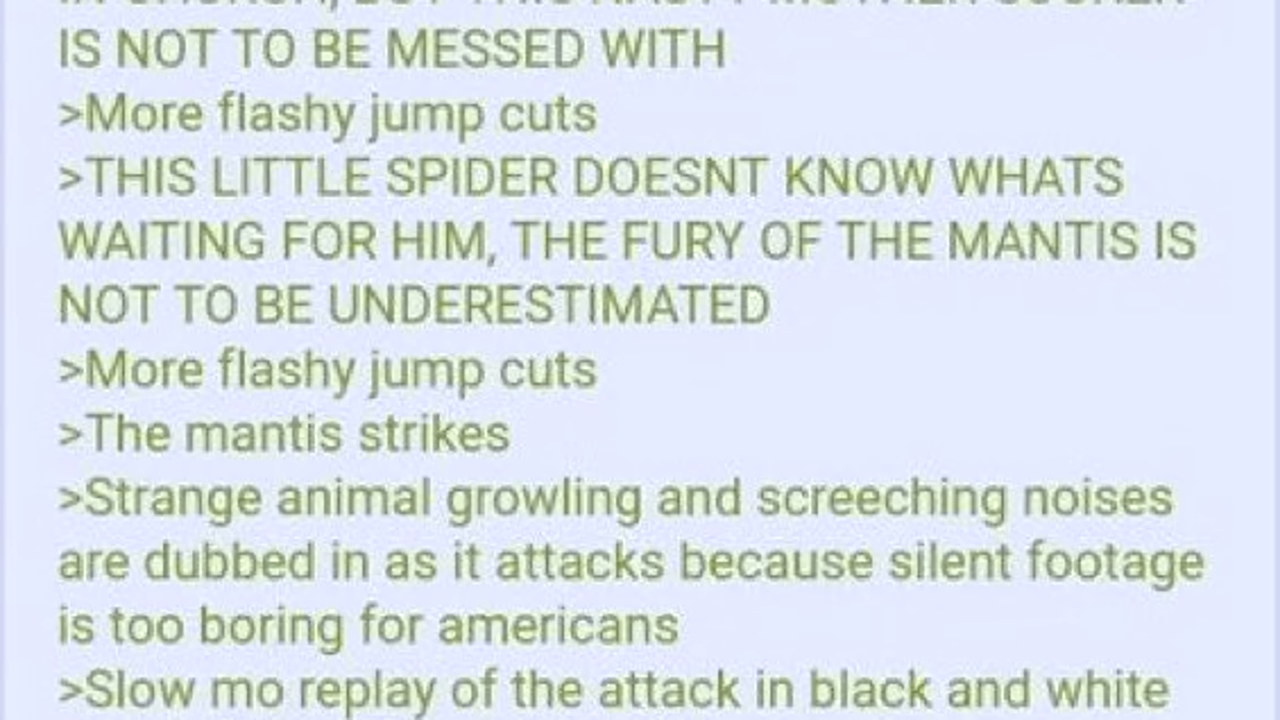 IS NOT TO BE MESSED WITH
>More flashy jump cuts
>THIS LITTLE SPIDER DOESNT KNOW WHATS
WAITING FOR HIM, THE FURY OF THE MANTIS IS
NOT TO BE UNDERESTIMATED
>More flashy jump cuts
>The mantis strikes
>Strange animal growling and screeching noises
are dubbed in as it attacks because silent footage
is too boring for americans
>Slow mo replay of the attack in black and white